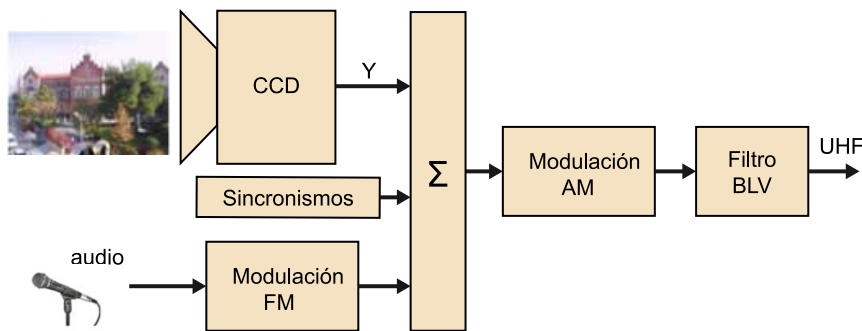 CCD
Y
Sincronismos
audio
Modulación
FM
Σ
Modulación
AM
Filtro
BLV
UHF